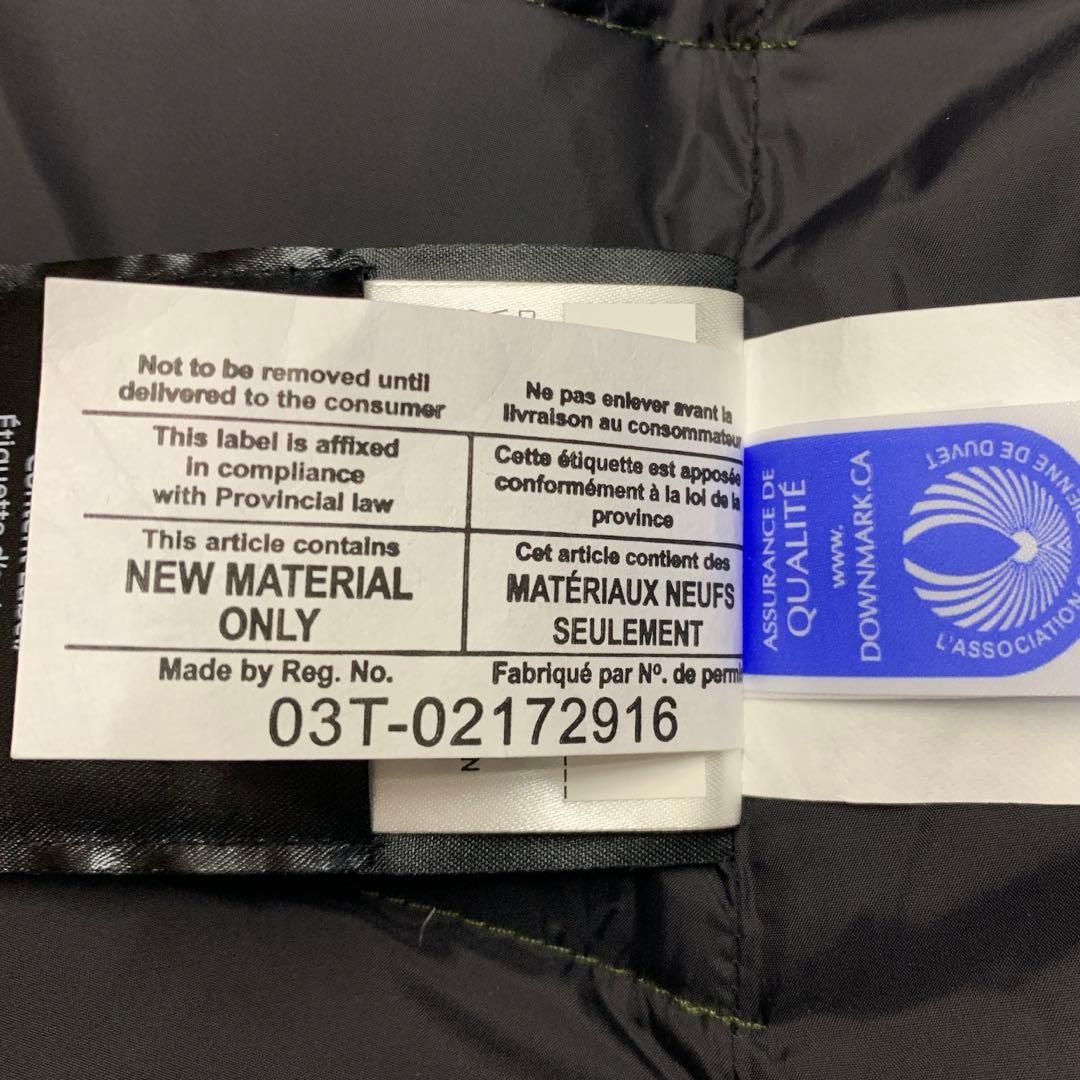 Not to be removed until
delivered to the consumer
Ne pas enlever avant la
livraison au consommateur
This label is affixed
in compliance
with Provincial law
Cette étiquette est apposée
conformément à la loi de la
province
This article contains
NEW MATERIAL
ONLY
Cet article contient des
MATÉRIAUX NEUFS
SEULEMENT
Made by Reg. No.
Fabriqué par Nº. de
03T-02172916
ASSURANCE DE
QUALITÉ
www.
DOWNMARK.CA
L'ASSOCIATION
DE DUVET